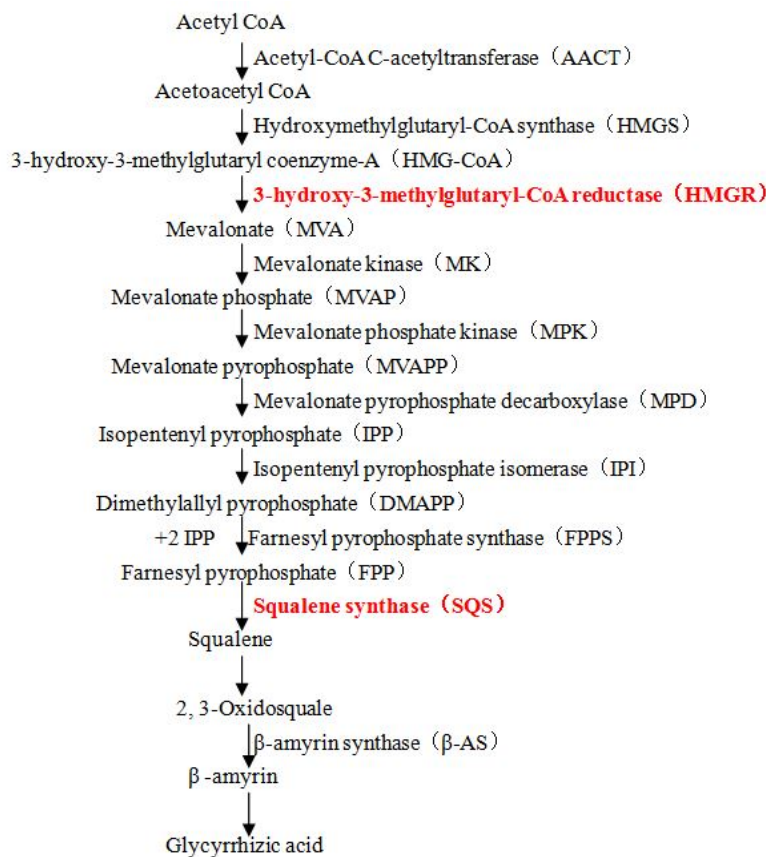 Acetyl CoA
Acetyl-CoA C-acetyltransferase（AACT）
Acetoacetyl CoA
Hydroxymethylglutaryl-CoA synthase（HMGS）
3-hydroxy-3-methylglutaryl coenzyme-A（HMG-CoA）
3-hydroxy-3-methylglutaryl-CoA reductase（HMGR）
Mevalonate（MVA）
Mevalonate kinase（MK）
Mevalonate phosphate（MVAP）
Mevalonate phosphate kinase（MPK）
Mevalonate pyrophosphate（MVAPP）
Mevalonate pyrophosphate decarboxylase（MPD）
Isopentenyl pyrophosphate（IPP）
Isopentenyl pyrophosphate isomerase（IPI）
Dimethylallyl pyrophosphate（DMAPP）
+2 IPP Farnesyl pyrophosphate synthase（FPPS）
Farnesyl pyrophosphate（FPP）
Squalene synthase（SQS）
Squalene
2, 3-Oxidosquale
β-amyrin synthase（β-AS）
β -amyrin
Glycyrrhizic acid